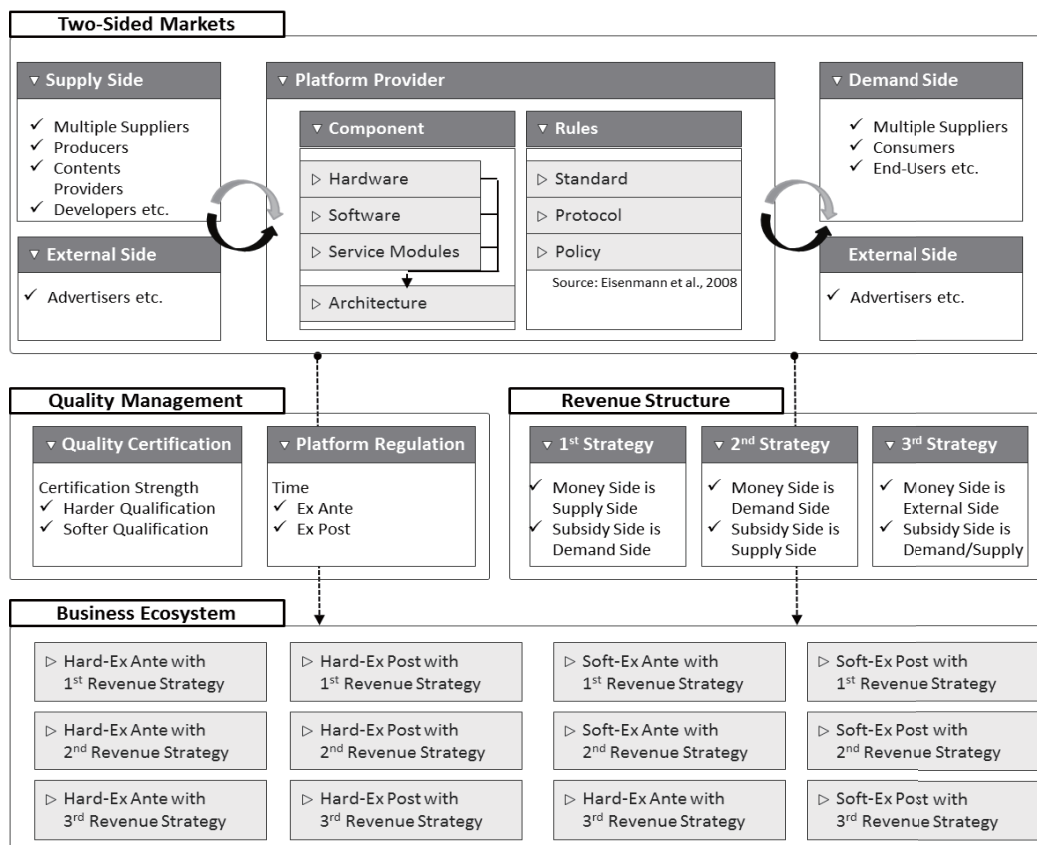 Two-Sided Markets
▼ Supply Side
✓ Multiple Suppliers
✓ Producers
✓ Contents
Providers
✓ Developers etc.
▼ External Side
✓ Advertisers etc.
▼ Platform Provider
▼ Component
▷ Hardware
▷ Software
▷ Service Modules
▷ Architecture
▼ Rules
▷ Standard
▷ Protocol
▷ Policy
Source: Eisenmann et al., 2008
▼ Demand Side
✓ Multiple Suppliers
✓ Consumers
✓ End-Users etc.
External Side
✓ Advertisers etc.
Quality Management
▼ Quality Certification
Certification Strength
✓ Harder Qualification
✓ Softer Qualification
▼ Platform Regulation
Time
✓ Ex Ante
✓ Ex Post
Revenue Structure
▼ 1st Strategy
✓ Money Side is
Supply Side
✓ Subsidy Side is
Demand Side
▼ 2nd Strategy
✓ Money Side is
Demand Side
✓ Subsidy Side is
Supply Side
▼ 3rd Strategy
✓ Money Side is
External Side
✓ Subsidy Side is
Demand/Supply
Business Ecosystem
▷ Hard-Ex Ante with
1st Revenue Strategy
▷ Hard-Ex Post with
1st Revenue Strategy
▷ Soft-Ex Ante with
1st Revenue Strategy
▷ Soft-Ex Post with
1st Revenue Strategy
▷ Hard-Ex Ante with
2nd Revenue Strategy
▷ Hard-Ex Post with
2nd Revenue Strategy
▷ Soft-Ex Ante with
2nd Revenue Strategy
▷ Soft-Ex Post with
2nd Revenue Strategy
▷ Hard-Ex Ante with
3rd Revenue Strategy
▷ Hard-Ex Post with
3rd Revenue Strategy
▷ Hard-Ex Ante with
3rd Revenue Strategy
▷ Soft-Ex Post with
3rd Revenue Strategy